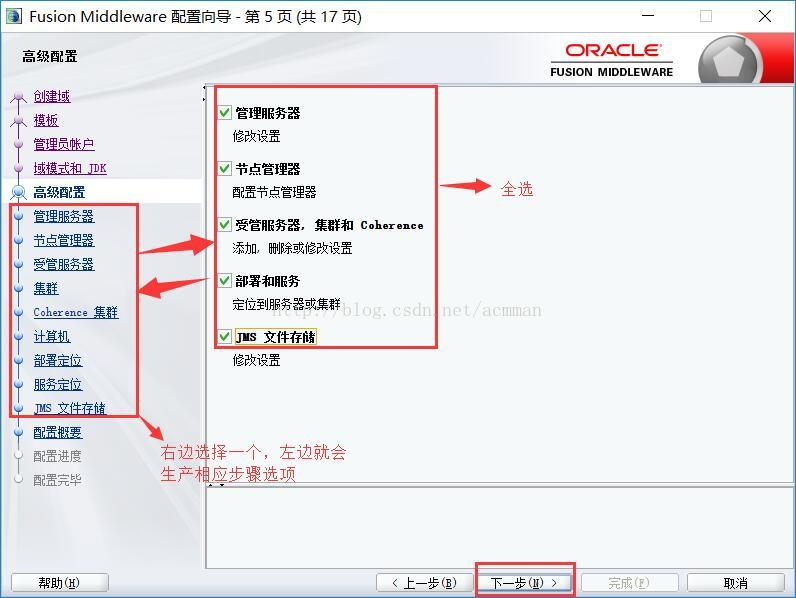 Fusion Middleware 配置向导 - 第 5 页 (共 17 页)
高级配置
ORACLE
FUSION MIDDLEWARE
创建域
模板
管理员帐户
域模式和 JDK
高级配置
管理服务器
节点管理器
受管服务器
集群
Coherence 集群
计算机
部署定位
服务定位
JMS 文件存储
配置概要
配置进度
配置完毕
管理服务器
修改设置
节点管理器
配置节点管理器
受管服务器, 集群和 Coherence
添加, 删除或修改设置
部署和服务
定位到服务器或集群
JMS 文件存储
修改设置
全选
http://blog.csdn.net/acmman
右边选择一个，左边就会
生产相应步骤选项
帮助(H)
< 上一步(B)
下一步(N) >
完成(F)
取消